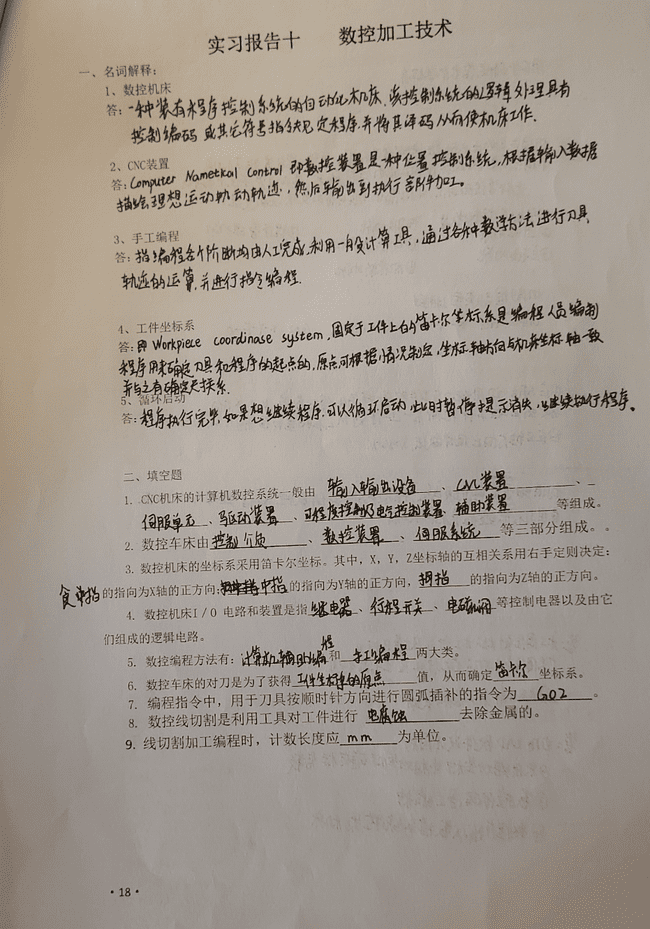 实习报告十 数控加工技术
一、名词解释：
1、数控机床
答：一种装有程序控制系统的自动化机床，该控制系统的逻辑处理具有
控制编码或其它符号指令规定程序，并将其译码从而使机床工作．
2、CNC装置
答：Computer Nametkal Control 即数控装置是一种位置控制系统，根据输入数据
描绘理想运动轨动轨迹，然后输出到执行部件加工。
3、手工编程
答：指编程各个阶断均由人工完成，利用一般计算工具，通过各种数学方法，进行刀具
轨迹的运算，并进行指令编程．
4、工件坐标系
答： Workpiece coordinase system，固定于工件上的笛卡尔坐标系是编程人员编制
程序用来确定刀具和程序的起点的，原点可根据情况制定，坐标轴方向与机床坐标轴一致
并与之有确定关系．
5、循环启动
答：程序执行完毕，如果想继续程序，可以循环启动，此时暂停提示消失，继续执行程序。
二、填空题
1. CNC机床的计算机数控系统一般由 输入输出设备 、CNC装置 、
伺服单元 、驱动装置 、可程度控制及电气控制装置、辅助装置 等组成。
2. 数控车床由 控制介质 、数控装置 、伺服系统 等三部分组成。
3. 数控机床的坐标系采用笛卡尔坐标。其中，X，Y，Z坐标轴的互相关系用右手定则决定：
食指的指向为X轴的正方向，中指的指向为Y轴的正方向，拇指的指向为Z轴的正方向。
4. 数控机床I/O 电路和装置是指 继电器、行程开关、电磁阀 等控制电器以及由它
们组成的逻辑电路。
5. 数控编程方法有：计算机辅助编程 和 手工编程 两大类。
6. 数控车床的对刀是为了获得 工件坐标的原点 值，从而确定 笛卡尔 坐标系。
7. 编程指令中，用于刀具按顺时针方向进行圆弧插补的指令为 G02 。
8. 数控线切割是利用工具对工件进行 电腐蚀 去除金属的。
9. 线切割加工编程时，计数长度应 mm 为单位。
·18·